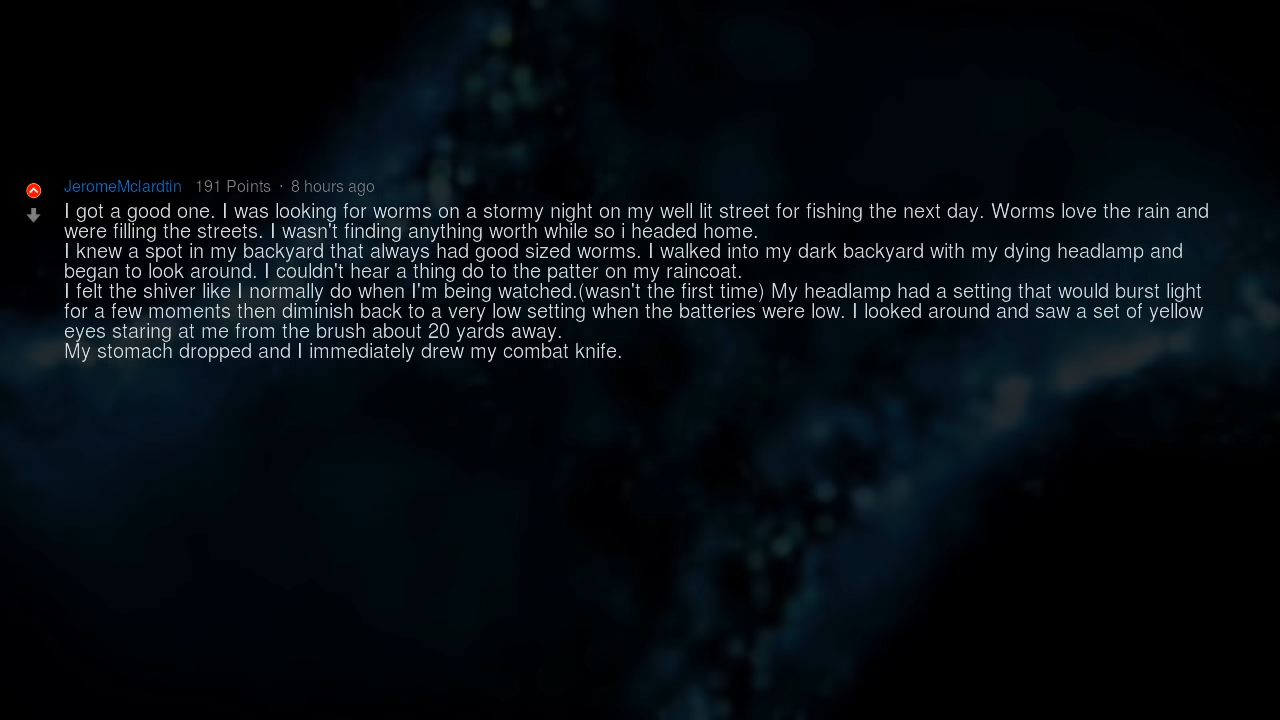 JeromeMclardtin 191 Points · 8 hours ago
I got a good one. I was looking for worms on a stormy night on my well lit street for fishing the next day. Worms love the rain and
were filling the streets. I wasn't finding anything worth while so i headed home.
I knew a spot in my backyard that always had good sized worms. I walked into my dark backyard with my dying headlamp and
began to look around. I couldn't hear a thing do to the patter on my raincoat.
I felt the shiver like I normally do when I'm being watched.(wasn't the first time) My headlamp had a setting that would burst light
for a few moments then diminish back to a very low setting when the batteries were low. I looked around and saw a set of yellow
eyes staring at me from the brush about 20 yards away.
My stomach dropped and I immediately drew my combat knife.